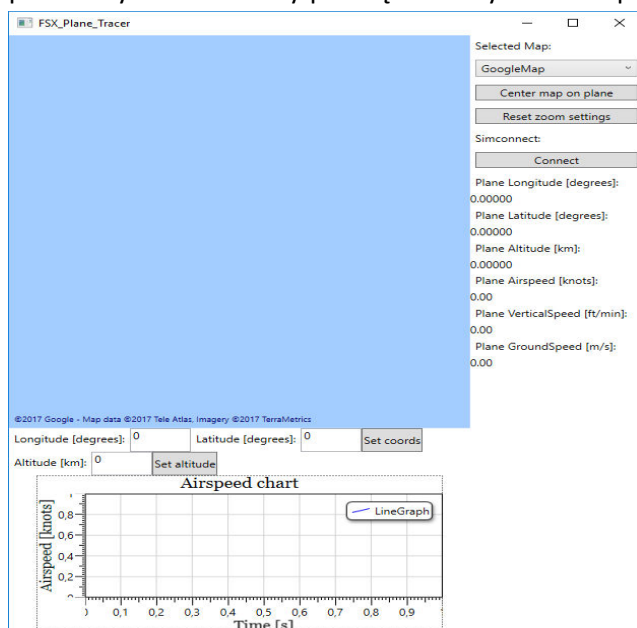 FSX_Plane_Tracer
Selected Map:
GoogleMap
Center map on plane
Reset zoom settings
Simconnect:
Connect
Plane Longitude [degrees]:
0.00000
Plane Latitude [degrees]:
0.00000
Plane Altitude [km]:
0.00000
Plane Airspeed [knots]:
0.00
Plane VerticalSpeed [ft/min]:
0.00
Plane GroundSpeed [m/s]:
0.00
©2017 Google - Map data ©2017 Tele Atlas, Imagery ©2017 TerraMetrics
Longitude [degrees]: 0 Latitude [degrees]: 0 Set coords
Altitude [km]: 0 Set altitude
Airspeed chart
LineGraph
Airspeed [knots]
0,8
0,6
0,4
0,2
0,1 0,2 0,3 0,4 0,5 0,6 0,7 0,8 0,9
Time [s]